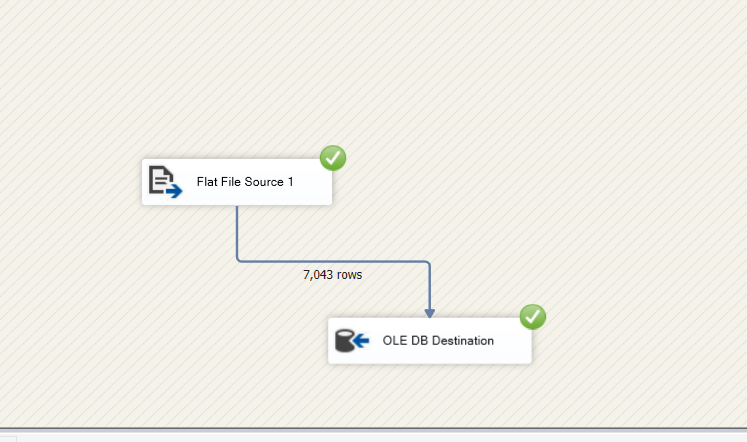 Flat File Source 1
7,043 rows
OLE DB Destination